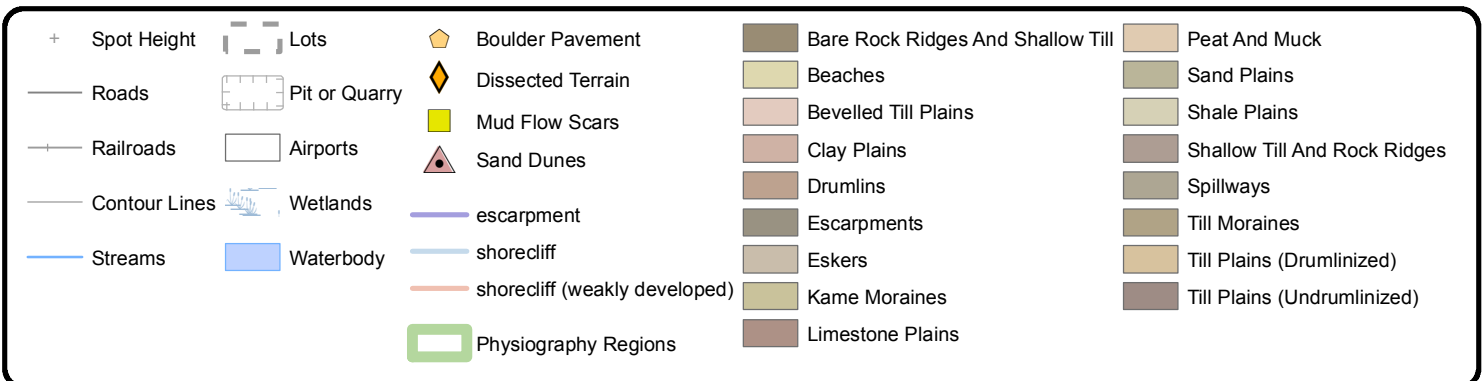 Spot Height
Roads
Railroads
Contour Lines
Streams
Lots
Pit or Quarry
Airports
Wetlands
Waterbody
Boulder Pavement
Dissected Terrain
Mud Flow Scars
Sand Dunes
escarpment
shorecliff
shorecliff (weakly developed)
Physiography Regions
Bare Rock Ridges And Shallow Till
Beaches
Bevelled Till Plains
Clay Plains
Drumlins
Escarpments
Eskers
Kame Moraines
Limestone Plains
Peat And Muck
Sand Plains
Shale Plains
Shallow Till And Rock Ridges
Spillways
Till Moraines
Till Plains (Drumlinized)
Till Plains (Undrumlinized)